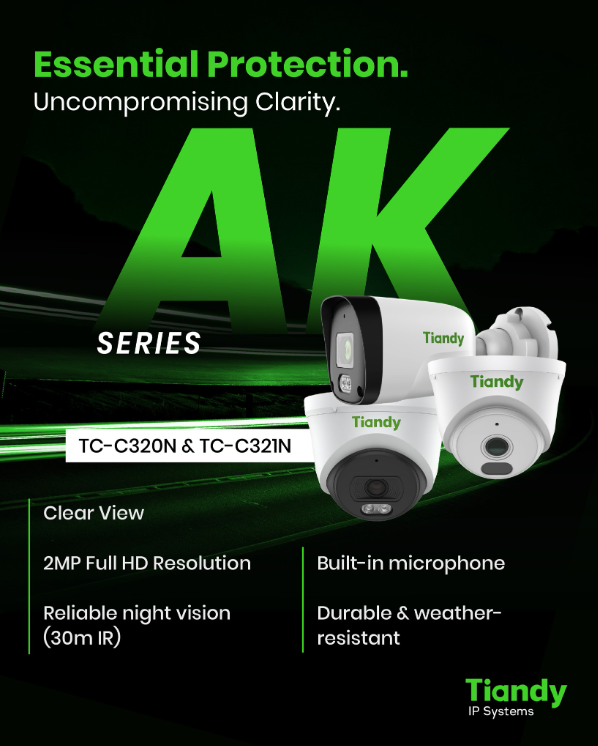 Essential Protection.
Uncompromising Clarity.
AK
SERIES
Tiandy
Tiandy
Tiandy
TC-C320N & TC-C321N
Clear View
2MP Full HD Resolution
Reliable night vision
(30m IR)
Built-in microphone
Durable & weather-
resistant
Tiandy
IP Systems